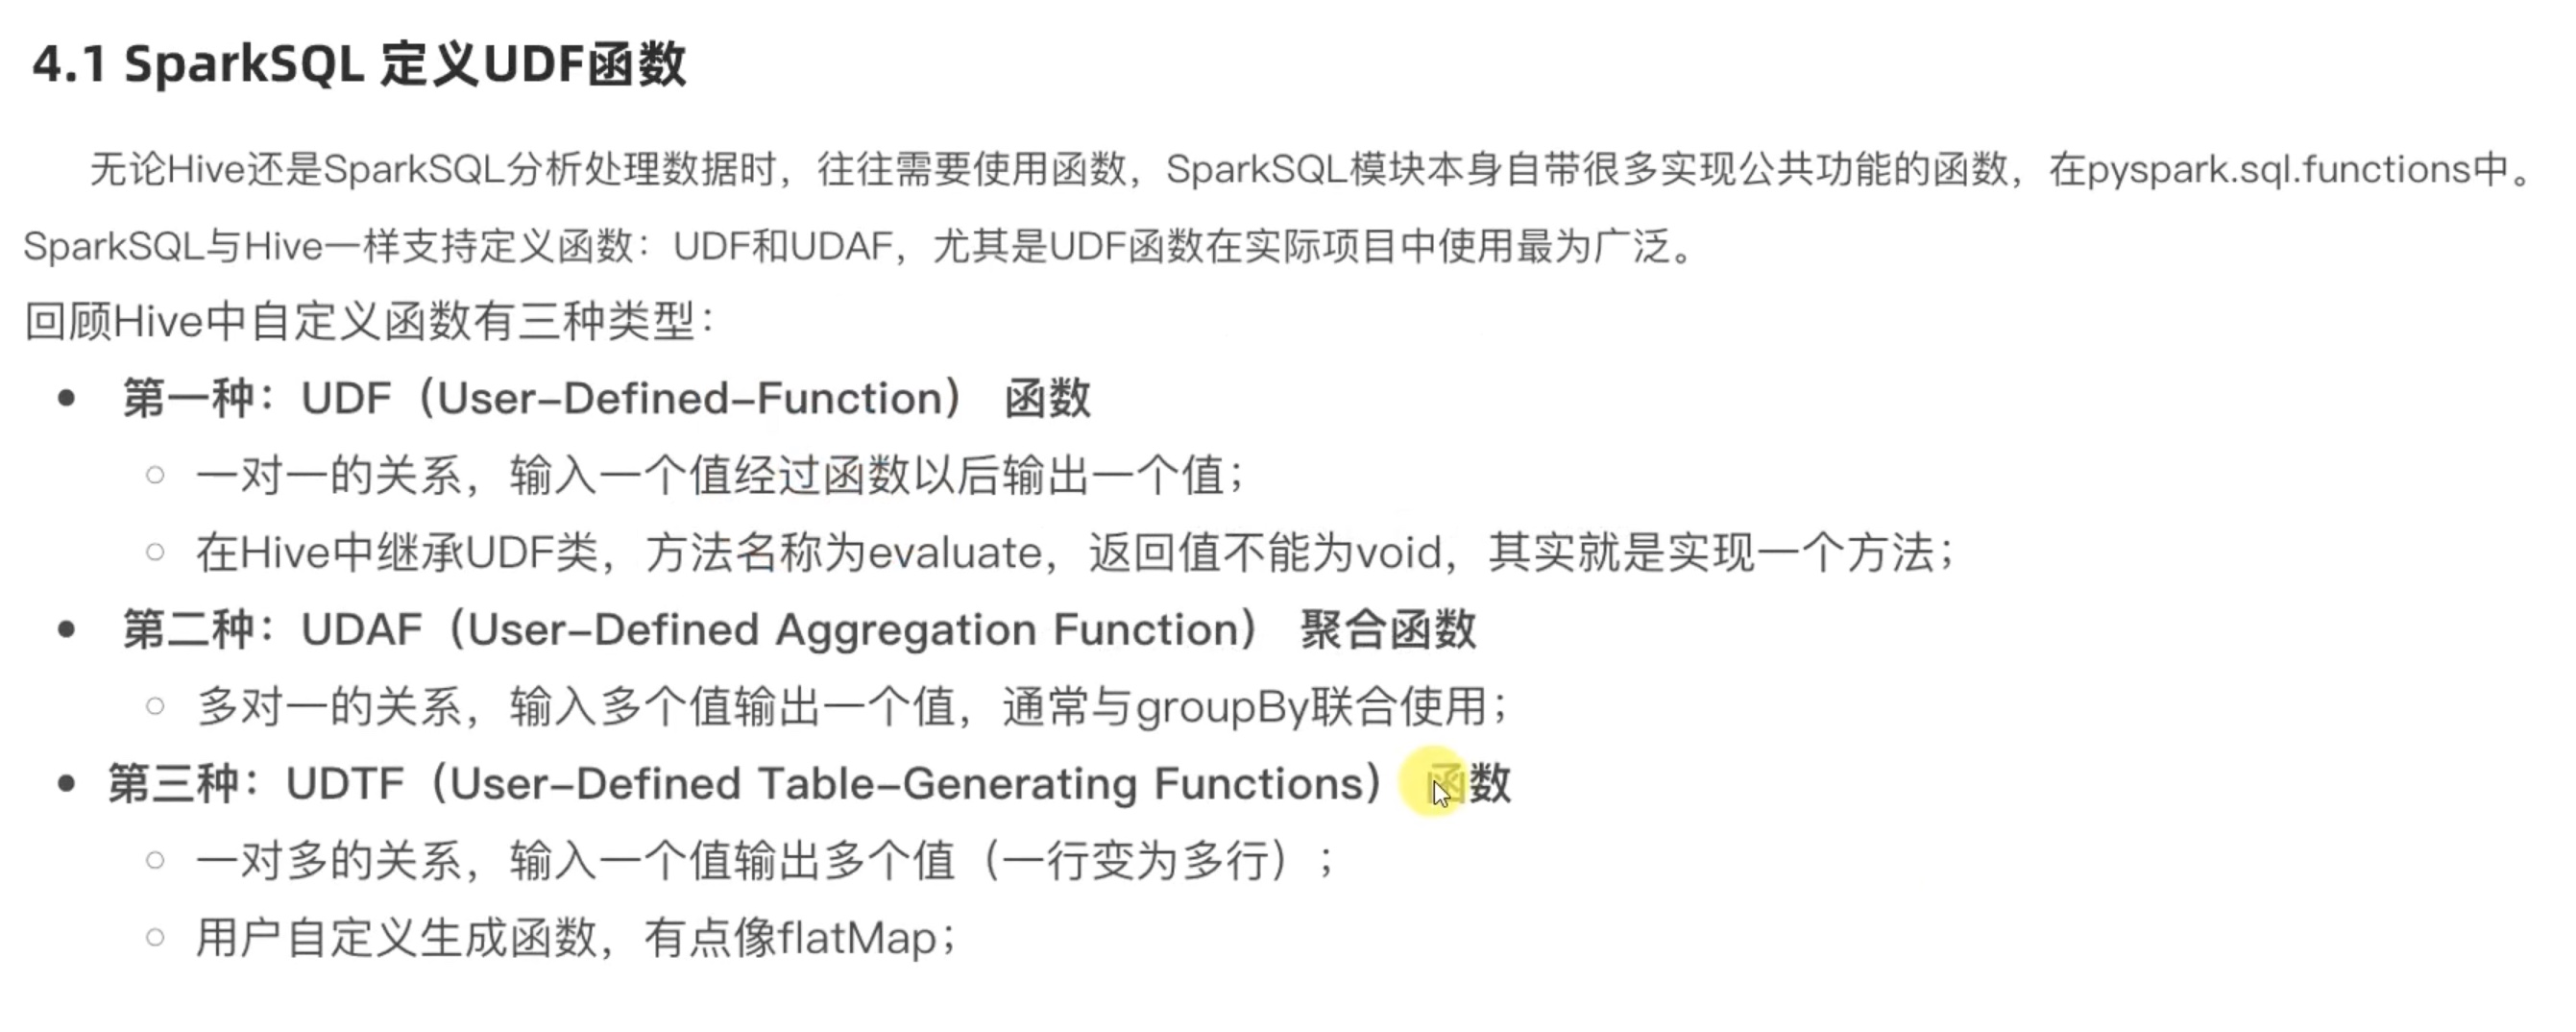 4.1 SparkSQL 定义UDF函数
无论Hive还是SparkSQL分析处理数据时，往往需要使用函数，SparkSQL模块本身自带很多实现公共功能的函数，在pyspark.sql.functions中。
SparkSQL与Hive一样支持定义函数：UDF和UDAF，尤其是UDF函数在实际项目中使用最为广泛。
回顾Hive中自定义函数有三种类型：
• 第一种：UDF（User-Defined-Function） 函数
○ 一对一的关系，输入一个值经过函数以后输出一个值；
○ 在Hive中继承UDF类，方法名称为evaluate，返回值不能为void，其实就是实现一个方法；
• 第二种：UDAF（User-Defined Aggregation Function） 聚合函数
○ 多对一的关系，输入多个值输出一个值，通常与groupBy联合使用；
• 第三种：UDTF（User-Defined Table-Generating Functions） 函数
○ 一对多的关系，输入一个值输出多个值（一行变为多行）；
○ 用户自定义生成函数，有点像flatMap；